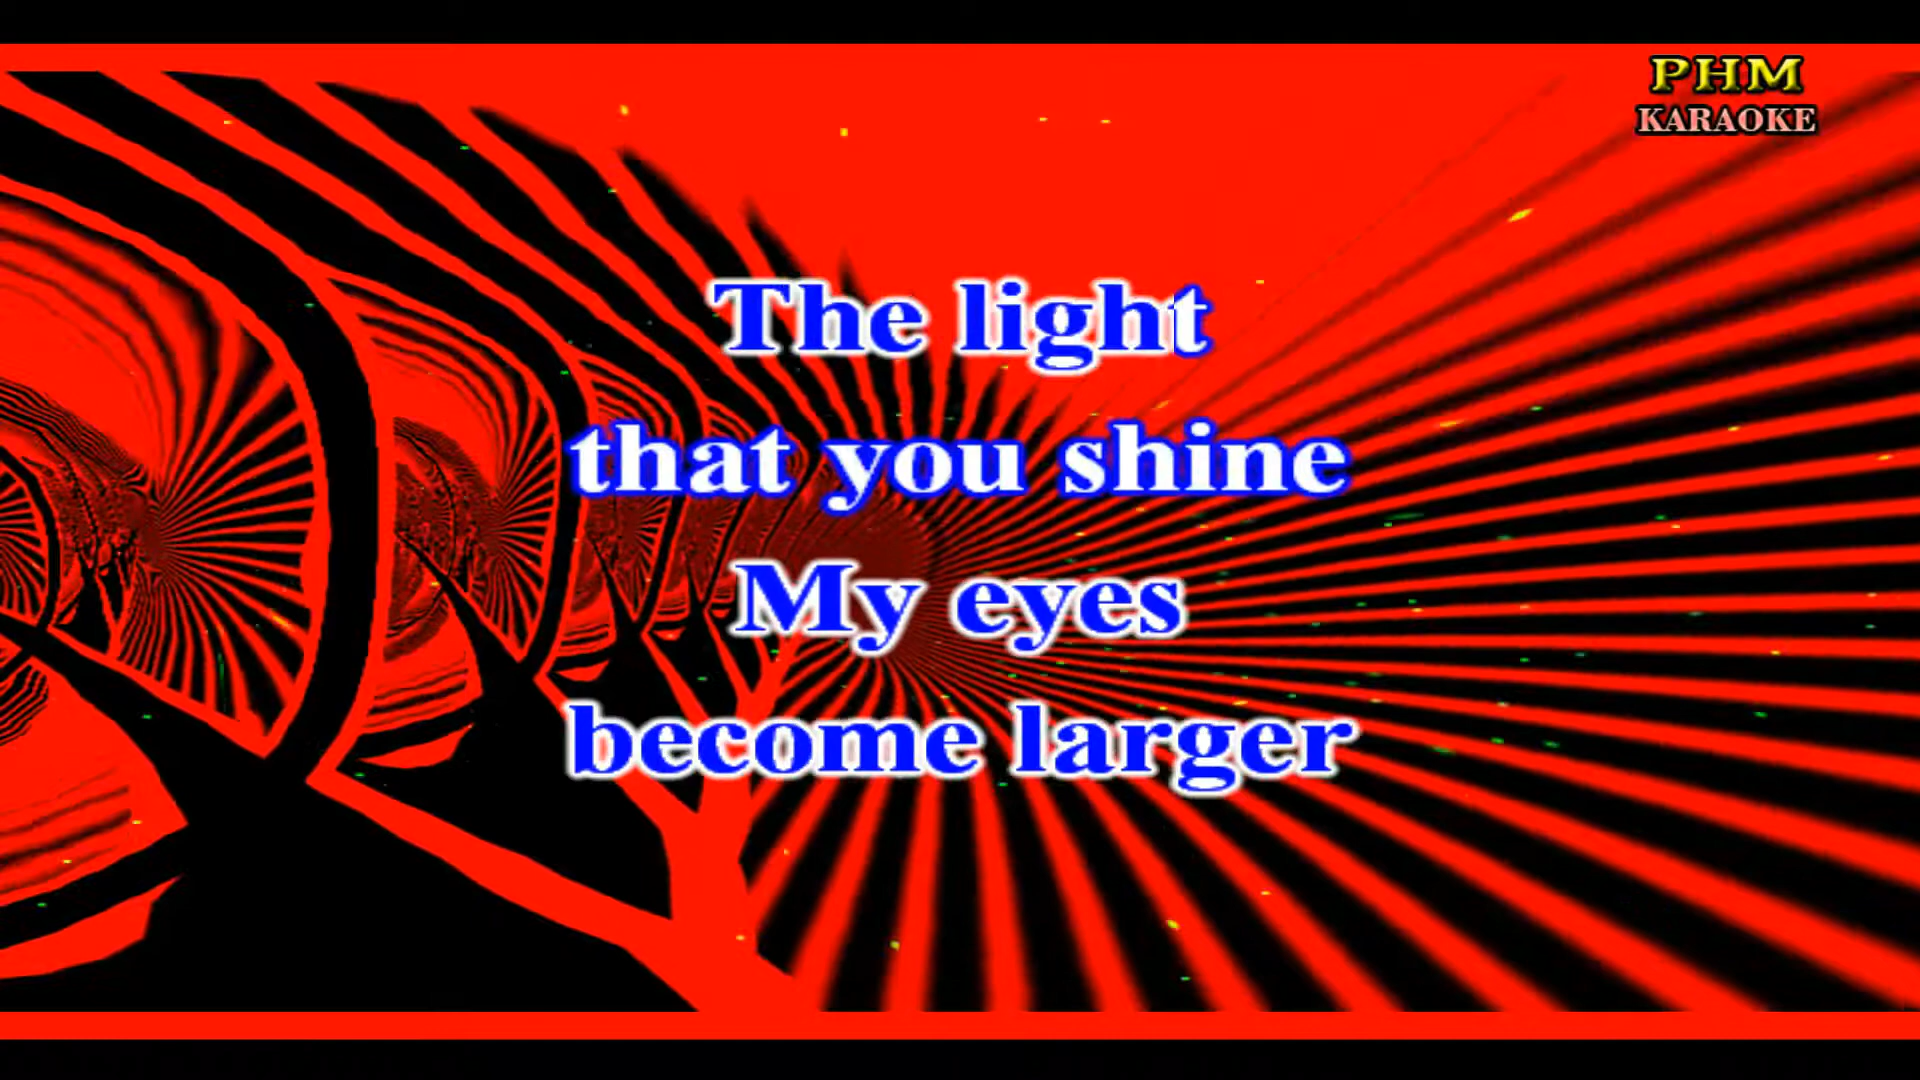 PHM
KARAOKE
The light
that you shine
My eyes
become larger